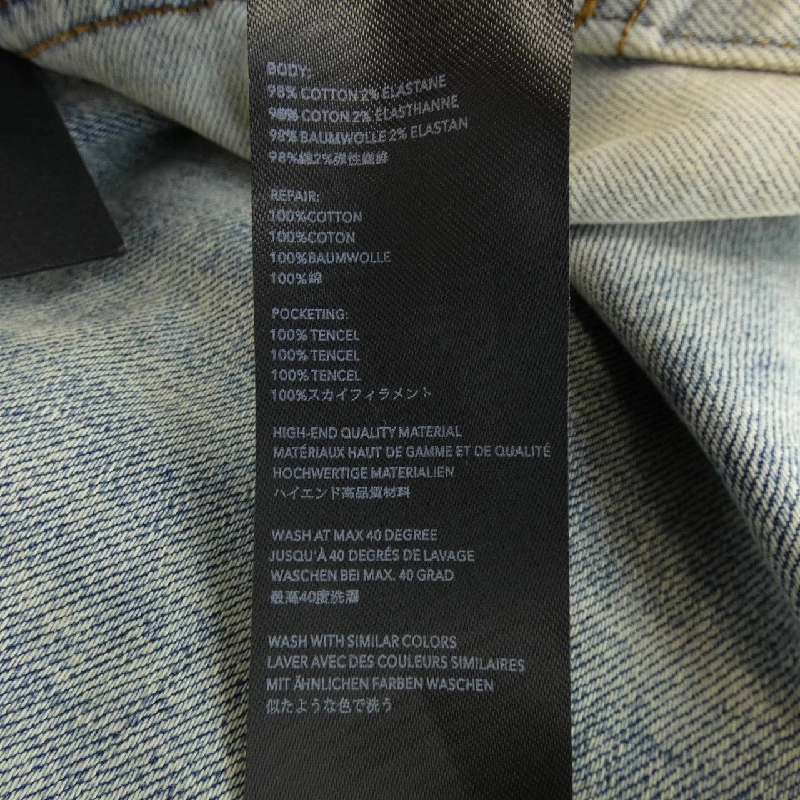 BODY:
98% COTTON 2% ELASTANE
98% COTON 2% ÉLASTHANNE
98% BAUMWOLLE 2% ELASTAN
98%綿2%弾性繊維
REPAIR:
100%COTTON
100%COTON
100%BAUMWOLLE
100%綿
POCKETING:
100% TENCEL
100% TENCEL
100% TENCEL
100%スカイフィラメント
HIGH-END QUALITY MATERIAL
MATÉRIAUX HAUT DE GAMME ET DE QUALITÉ
HOCHWERTIGE MATERIALIEN
ハイエンド高品質材料
WASH AT MAX 40 DEGREE
JUSQU'À 40 DEGRÉS DE LAVAGE
WASCHEN BEI MAX. 40 GRAD
最高40度洗濯
WASH WITH SIMILAR COLORS
LAVER AVEC DES COULEURS SIMILAIRES
MIT ÄHNLICHEN FARBEN WASCHEN
似たような色で洗う